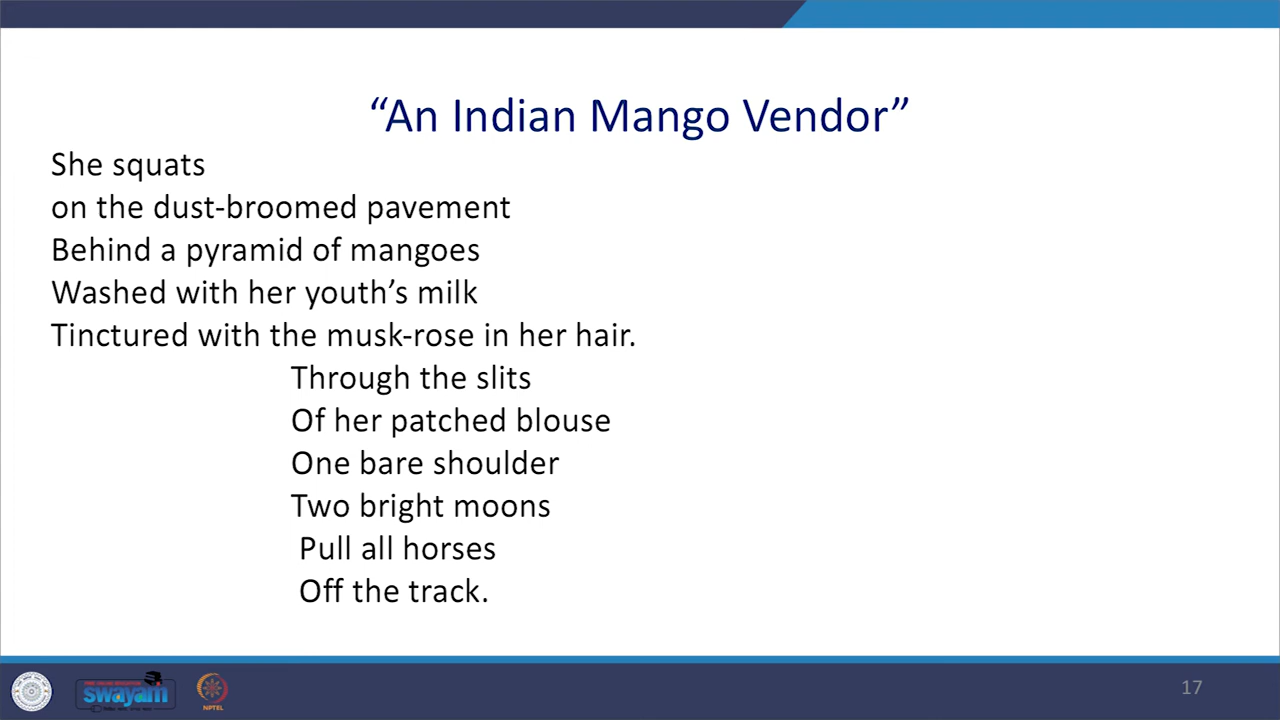 “An Indian Mango Vendor”
She squats
on the dust-broomed pavement
Behind a pyramid of mangoes
Washed with her youth’s milk
Tinctured with the musk-rose in her hair.
Through the slits
Of her patched blouse
One bare shoulder
Two bright moons
Pull all horses
Off the track.
swayam
NPTEL
17